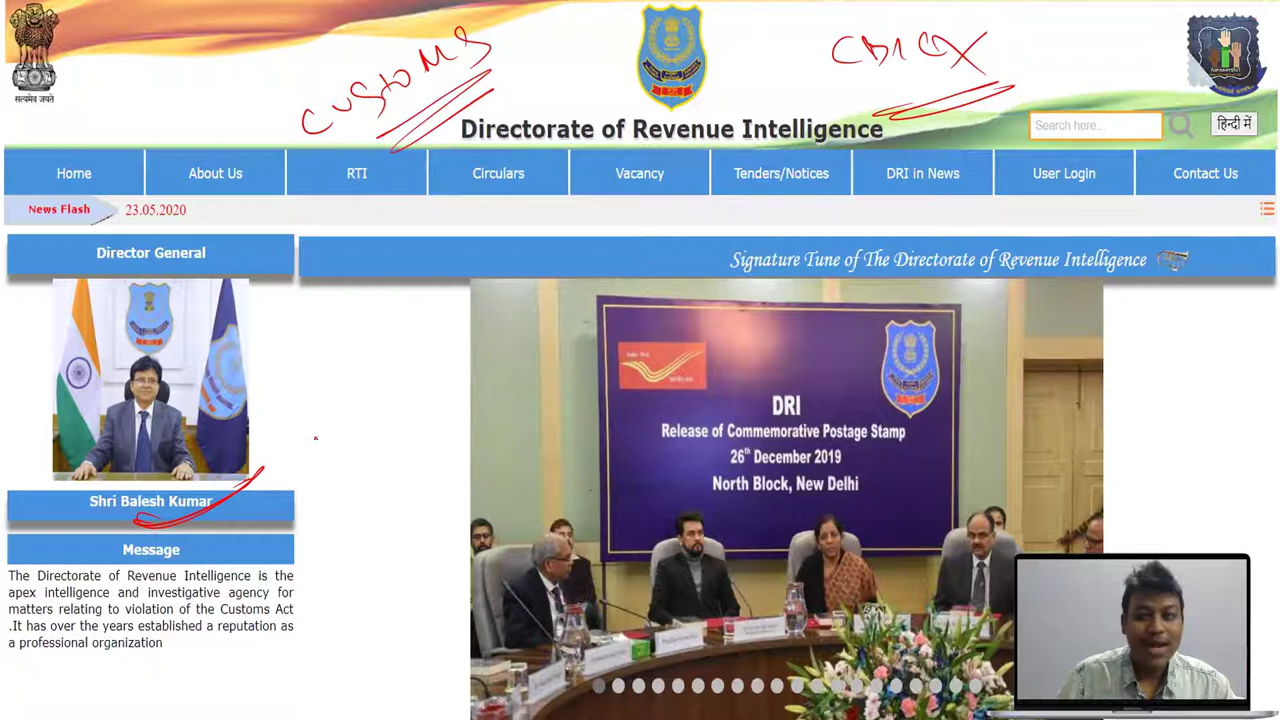 सत्यमेव जयते
CUSTOMS
CBIC
Directorate of Revenue Intelligence
Search here...
हिन्दी में
Home
About Us
RTI
Circulars
Vacancy
Tenders/Notices
DRI in News
User Login
Contact Us
News Flash
23.05.2020
Director General
Signature Tune of The Directorate of Revenue Intelligence
DRI
Release of Commemorative Postage Stamp
26th December 2019
North Block, New Delhi
Shri Balesh Kumar
Message
The Directorate of Revenue Intelligence is the
apex intelligence and investigative agency for
matters relating to violation of the Customs Act
.It has over the years established a reputation as
a professional organization